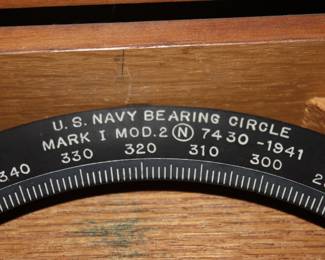 U.S. NAVY BEARING CIRCLE
MARK I MOD.2 Ⓝ 7430-1941
340 330 320 310 300